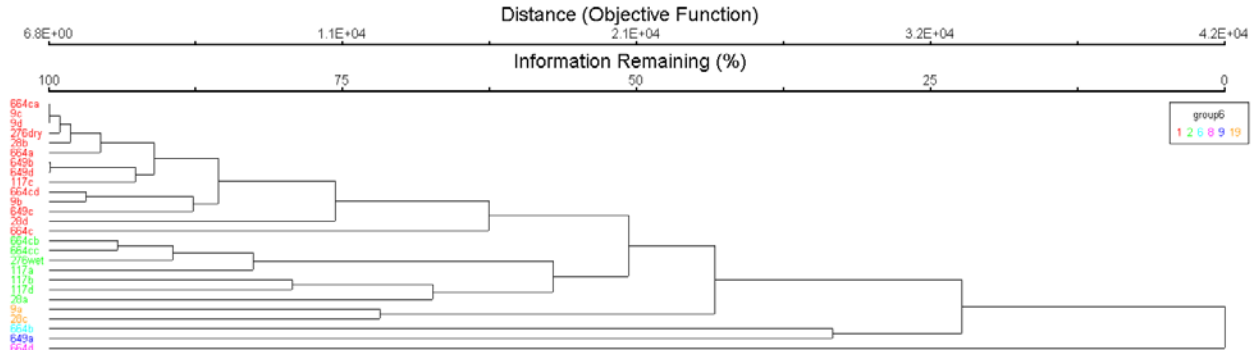 Distance (Objective Function)
6.8E+00 1.1E+04 2.1E+04 3.2E+04 4.2E+04
Information Remaining (%)
100 75 50 25 0
664ca
9c
9d
276dry
28b
664a
649b
649d
117c
664cd
9b
649c
28d
664c
664cb
664cc
276wet
117a
117b
117d
28a
9a
28c
664b
649a
664d
group6
1 2 6 8 9 19